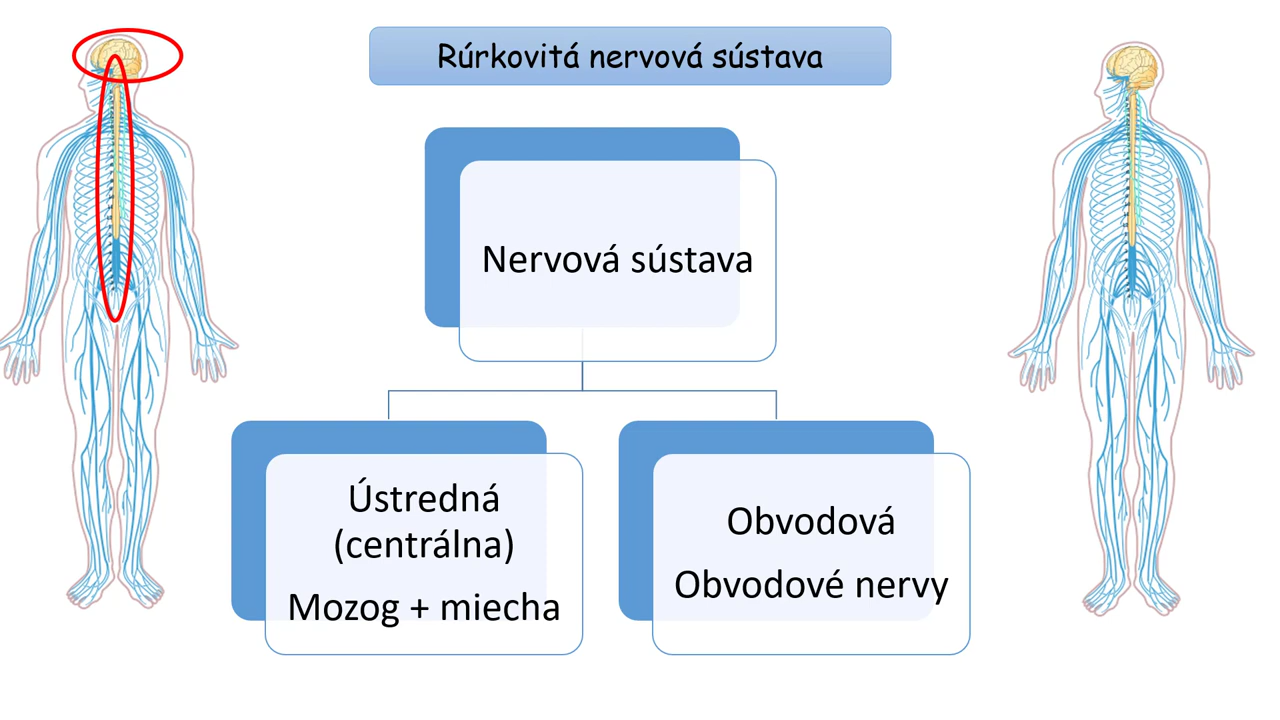 Rúrkovitá nervová sústava
Nervová sústava
Ústredná
(centrálna)
Mozog + miecha
Obvodová
Obvodové nervy